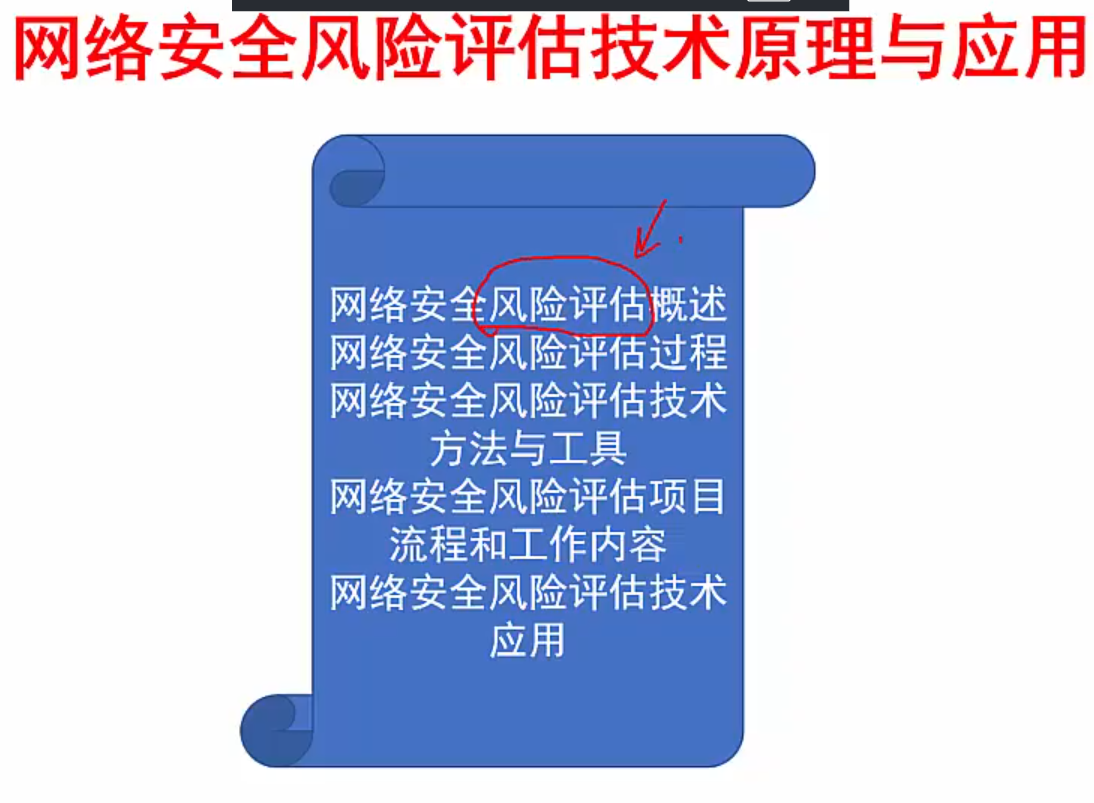 网络安全风险评估技术原理与应用
网络安全风险评估概述
网络安全风险评估过程
网络安全风险评估技术
方法与工具
网络安全风险评估项目
流程和工作内容
网络安全风险评估技术
应用